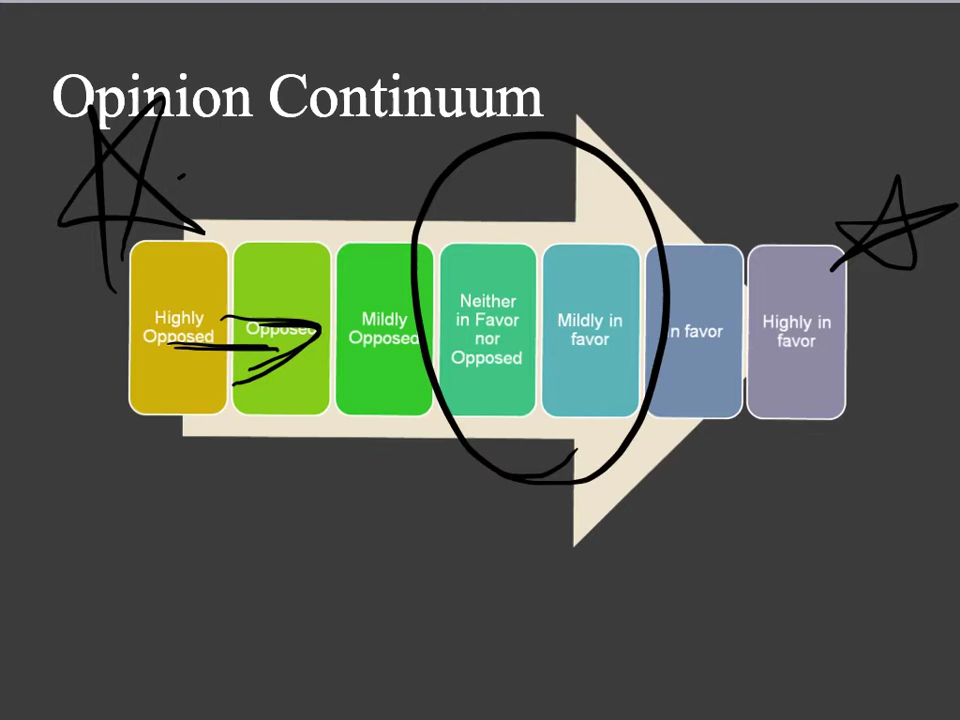 Opinion Continuum
Highly
Opposed
Opposed
Mildly
Opposed
Neither
in Favor
nor
Opposed
Mildly in
favor
In favor
Highly in
favor